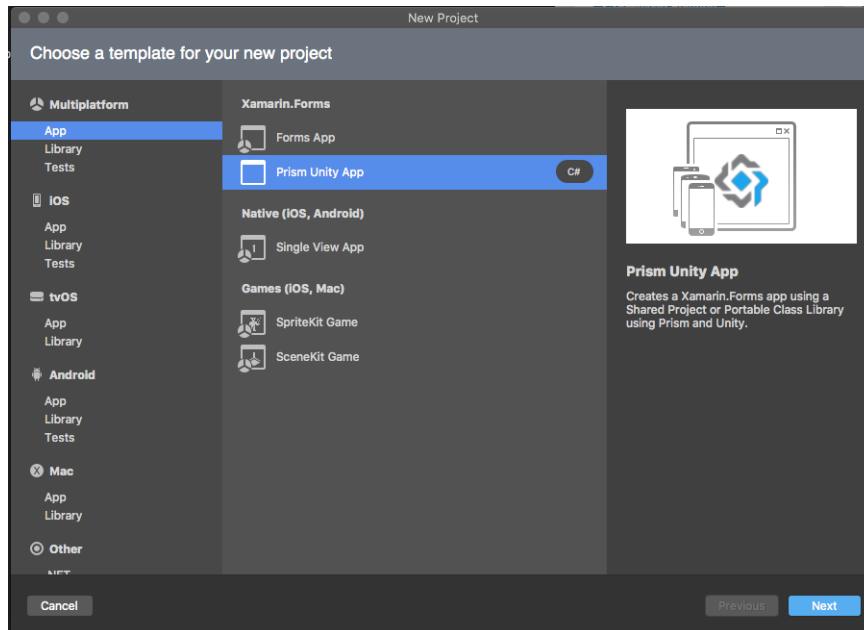 New Project
Choose a template for your new project
Multiplatform
App
Library
Tests
iOS
App
Library
Tests
tvOS
App
Library
Android
App
Library
Tests
Mac
App
Library
Other
.NET
Xamarin.Forms
Forms App
Prism Unity App
C#
Native (iOS, Android)
1
Single View App
Games (iOS, Mac)
SpriteKit Game
SceneKit Game
Prism Unity App
Creates a Xamarin.Forms app using a
Shared Project or Portable Class Library
using Prism and Unity.
Cancel
Previous
Next